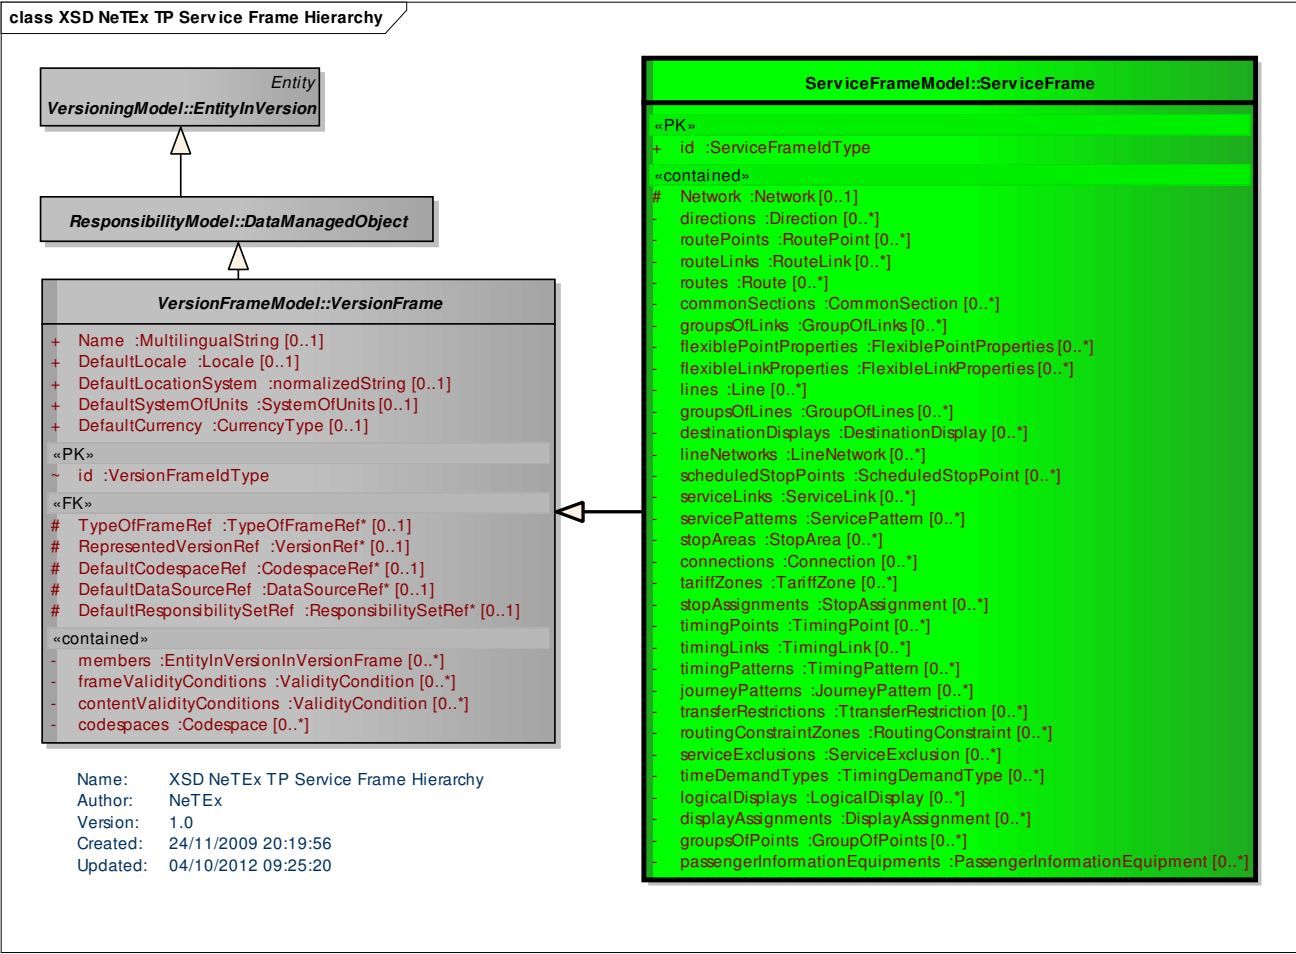 class XSD NeTEx TP Service Frame Hierarchy
Entity
VersioningModel::EntityInVersion
ResponsibilityModel::DataManagedObject
VersionFrameModel::VersionFrame
+ Name :MultilingualString [0..1]
+ DefaultLocale :Locale [0..1]
+ DefaultLocationSystem :normalizedString [0..1]
+ DefaultSystemOfUnits :SystemOfUnits [0..1]
+ DefaultCurrency :CurrencyType [0..1]
«PK»
~ id :VersionFrameIdType
«FK»
# TypeOfFrameRef :TypeOfFrameRef* [0..1]
# RepresentedVersionRef :VersionRef* [0..1]
# DefaultCodespaceRef :CodespaceRef* [0..1]
# DefaultDataSourceRef :DataSourceRef* [0..1]
# DefaultResponsibilitySetRef :ResponsibilitySetRef* [0..1]
«contained»
- members :EntityInVersionInVersionFrame [0..*]
- frameValidityConditions :ValidityCondition [0..*]
- contentValidityConditions :ValidityCondition [0..*]
- codespaces :Codespace [0..*]
Name: XSD NeTEx TP Service Frame Hierarchy
Author: NeTEx
Version: 1.0
Created: 24/11/2009 20:19:56
Updated: 04/10/2012 09:25:20
ServiceFrameModel::ServiceFrame
«PK»
+ id :ServiceFrameIdType
«contained»
# Network :Network [0..1]
- directions :Direction [0..*]
- routePoints :RoutePoint [0..*]
- routeLinks :RouteLink [0..*]
- routes :Route [0..*]
- commonSections :CommonSection [0..*]
- groupsOfLinks :GroupOfLinks [0..*]
- flexiblePointProperties :FlexiblePointProperties [0..*]
- flexibleLinkProperties :FlexibleLinkProperties [0..*]
- lines :Line [0..*]
- groupsOfLines :GroupOfLines [0..*]
- destinationDisplays :DestinationDisplay [0..*]
- lineNetworks :LineNetwork [0..*]
- scheduledStopPoints :ScheduledStopPoint [0..*]
- serviceLinks :ServiceLink [0..*]
- servicePatterns :ServicePattern [0..*]
- stopAreas :StopArea [0..*]
- connections :Connection [0..*]
- tariffZones :TariffZone [0..*]
- stopAssignments :StopAssignment [0..*]
- timingPoints :TimingPoint [0..*]
- timingLinks :TimingLink [0..*]
- timingPatterns :TimingPattern [0..*]
- journeyPatterns :JourneyPattern [0..*]
- transferRestrictions :TtransferRestriction [0..*]
- routingConstraintZones :RoutingConstraint [0..*]
- serviceExclusions :ServiceExclusion [0..*]
- timeDemandTypes :TimingDemandType [0..*]
- logicalDisplays :LogicalDisplay [0..*]
- displayAssignments :DisplayAssignment [0..*]
- groupsOfPoints :GroupOfPoints [0..*]
- passengerInformationEquipments :PassengerInformationEquipment [0..*]